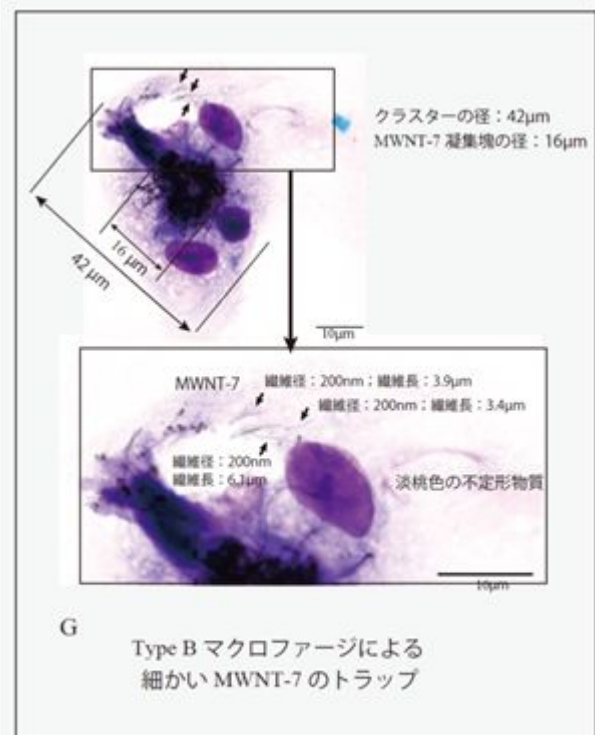 クラスターの径：42μm
MWNT-7 凝集塊の径：16μm
16 μm
42 μm
10μm
MWNT-7
繊維径：200nm；繊維長：3.9μm
繊維径：200nm；繊維長：3.4μm
繊維径：200nm
繊維長：6.1μm
淡桃色の不定形物質
10μm
G
Type B マクロファージによる
細かい MWNT-7 のトラップ